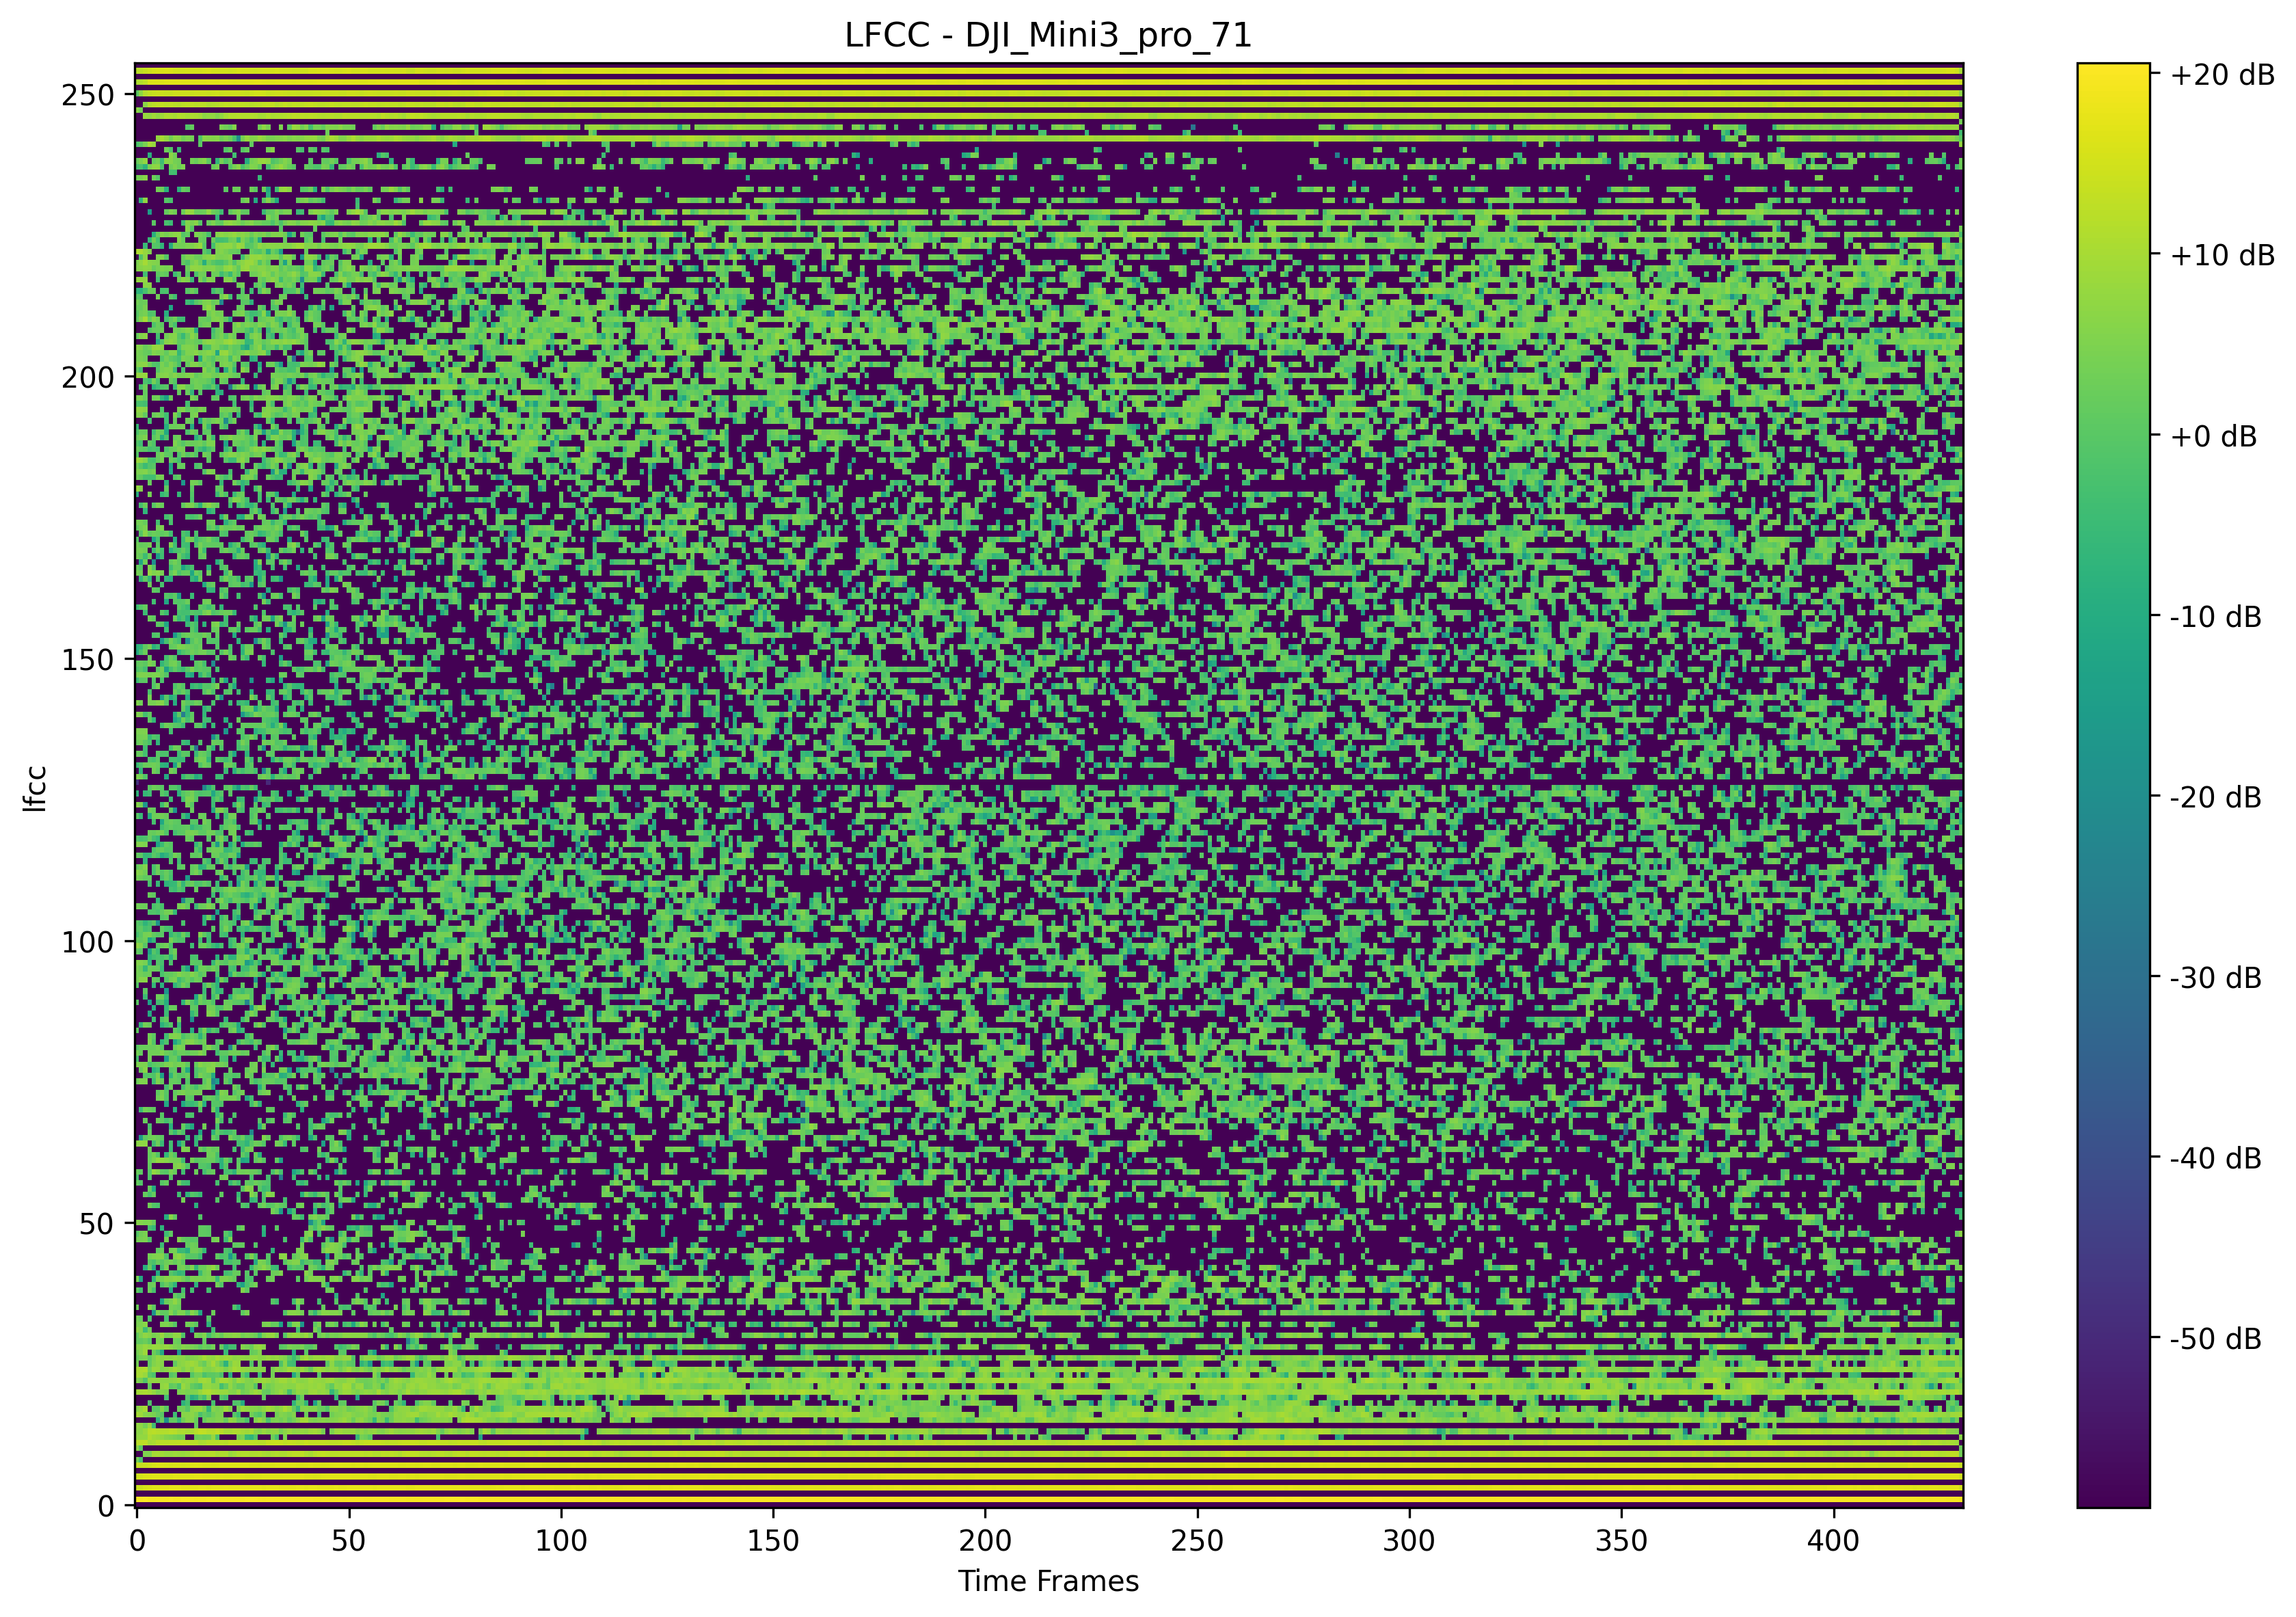 LFCC - DJI_Mini3_pro_71
250
200
150
100
50
0
lfcc
0 50 100 150 200 250 300 350 400
Time Frames
+20 dB
+10 dB
+0 dB
-10 dB
-20 dB
-30 dB
-40 dB
-50 dB